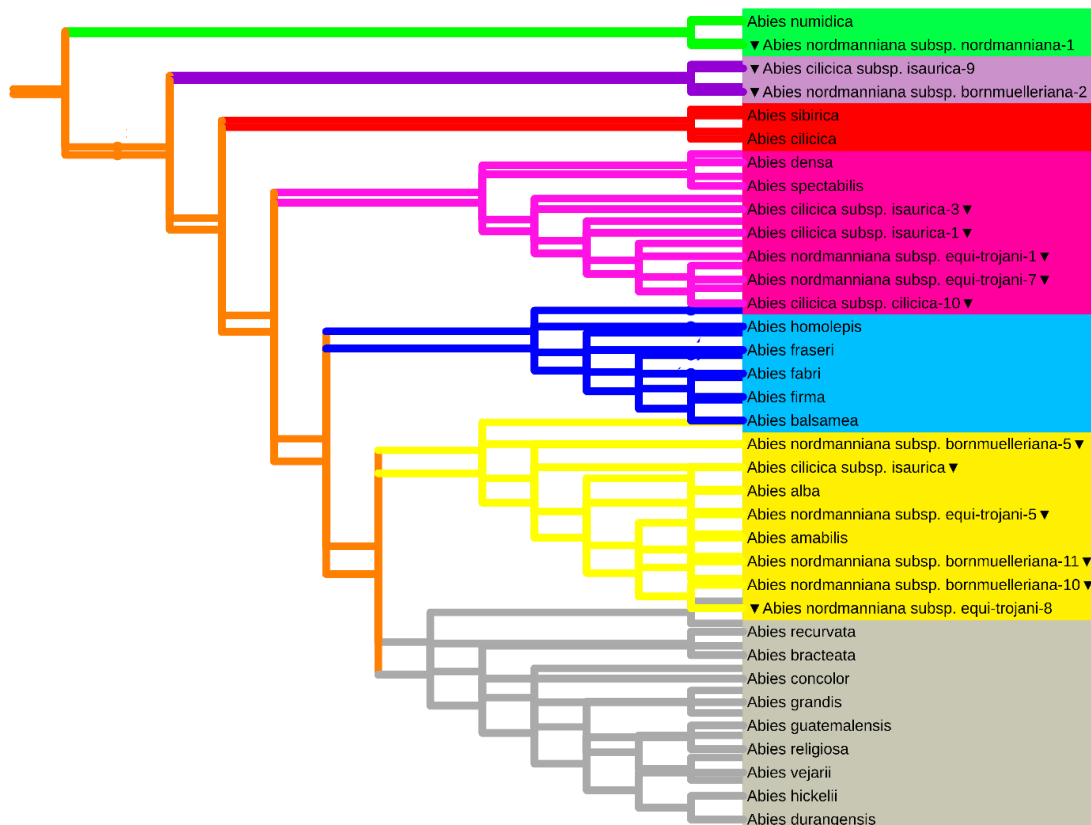 Abies numidica
▼Abies nordmanniana subsp. nordmanniana-1
▼Abies cilicica subsp. isaurica-9
▼Abies nordmanniana subsp. bornmuelleriana-2
Abies sibirica
Abies cilicica
Abies densa
Abies spectabilis
Abies cilicica subsp. isaurica-3▼
Abies cilicica subsp. isaurica-1▼
Abies nordmanniana subsp. equi-trojani-1▼
Abies nordmanniana subsp. equi-trojani-7▼
Abies cilicica subsp. cilicica-10▼
Abies homolepis
Abies fraseri
Abies fabri
Abies firma
Abies balsamea
Abies nordmanniana subsp. bornmuelleriana-5▼
Abies cilicica subsp. isaurica▼
Abies alba
Abies nordmanniana subsp. equi-trojani-5▼
Abies amabilis
Abies nordmanniana subsp. bornmuelleriana-11▼
Abies nordmanniana subsp. bornmuelleriana-10▼
▼Abies nordmanniana subsp. equi-trojani-8
Abies recurvata
Abies bracteata
Abies concolor
Abies grandis
Abies guatemalensis
Abies religiosa
Abies vejarii
Abies hickelii
Abies durangensis